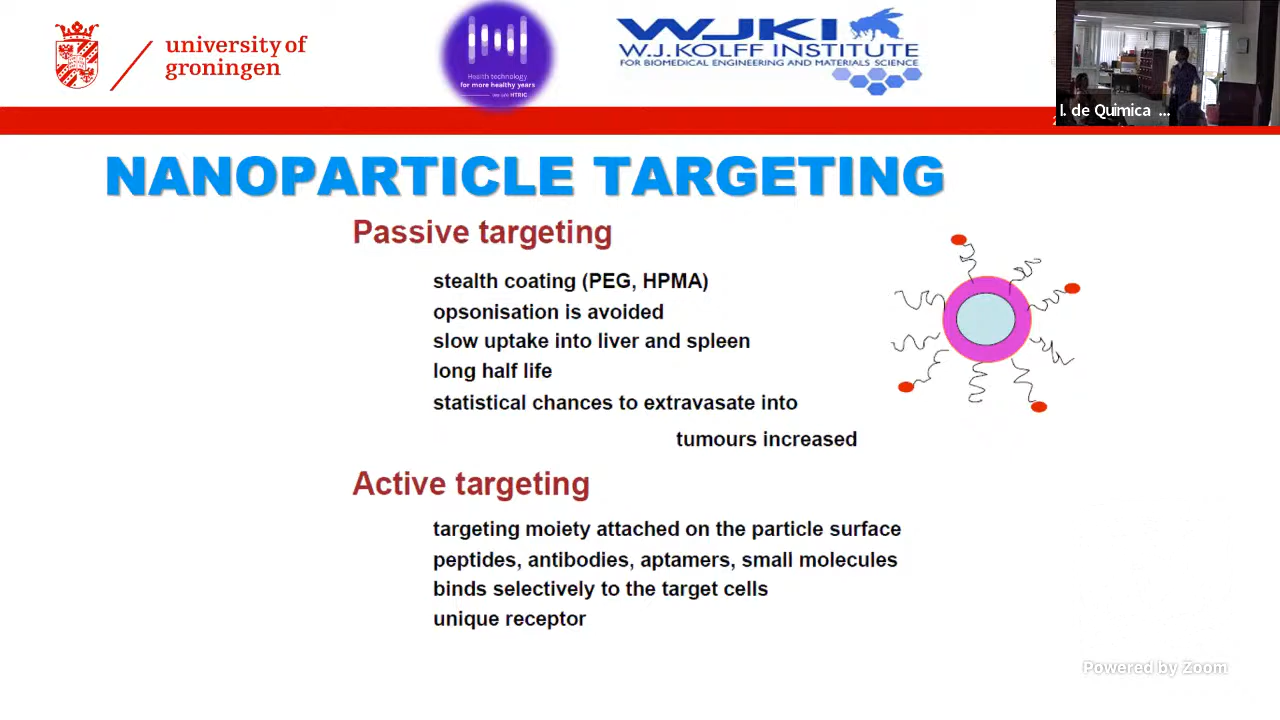 university of
groningen
Health technology
for more healthy years
HTRIC
WJKI
W.J.KOLFF INSTITUTE
FOR BIOMEDICAL ENGINEERING AND MATERIALS SCIENCE
I. de Quimica ...
NANOPARTICLE TARGETING
Passive targeting
stealth coating (PEG, HPMA)
opsonisation is avoided
slow uptake into liver and spleen
long half life
statistical chances to extravasate into
tumours increased
Active targeting
targeting moiety attached on the particle surface
peptides, antibodies, aptamers, small molecules
binds selectively to the target cells
unique receptor
Powered by Zoom